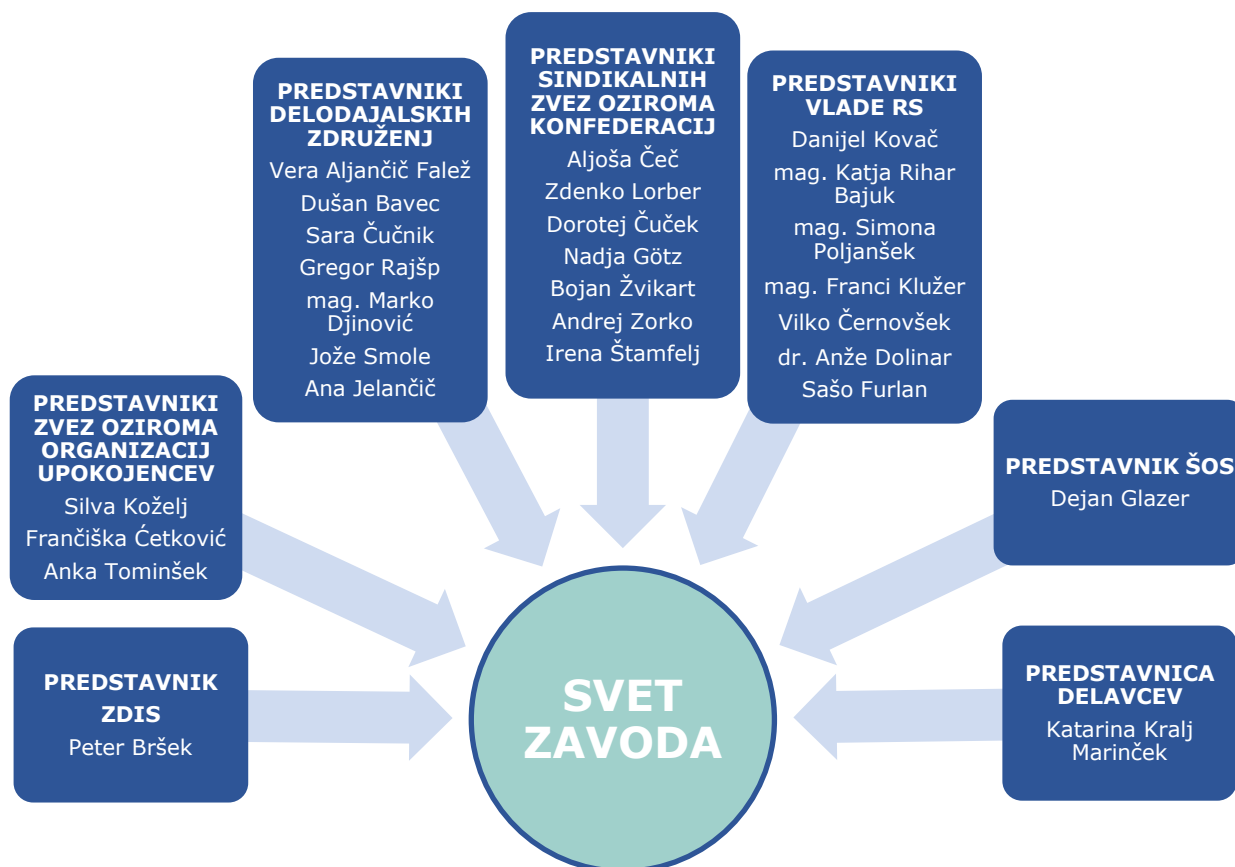 PREDSTAVNIK
ZDIS
Peter Bršek
PREDSTAVNIKI
ZVEZ OZIROMA
ORGANIZACIJ
UPOKOJENCEV
Silva Koželj
Frančiška Ćetković
Anka Tominšek
PREDSTAVNIKI
DELODAJALSKIH
ZDRUŽENJ
Vera Aljančič Falež
Dušan Bavec
Sara Čučnik
Gregor Rajšp
mag. Marko
Djinović
Jože Smole
Ana Jelančič
PREDSTAVNIKI
SINDIKALNIH
ZVEZ OZIROMA
KONFEDERACIJ
Aljoša Čeč
Zdenko Lorber
Dorotej Čuček
Nadja Götz
Bojan Žvikart
Andrej Zorko
Irena Štamfelj
PREDSTAVNIKI
VLADE RS
Danijel Kovač
mag. Katja Rihar
Bajuk
mag. Simona
Poljanšek
mag. Franci Klužer
Vilko Černovšek
dr. Anže Dolinar
Sašo Furlan
PREDSTAVNIK ŠOS
Dejan Glazer
PREDSTAVNICA
DELAVCEV
Katarina Kralj
Marinček
SVET
ZAVODA